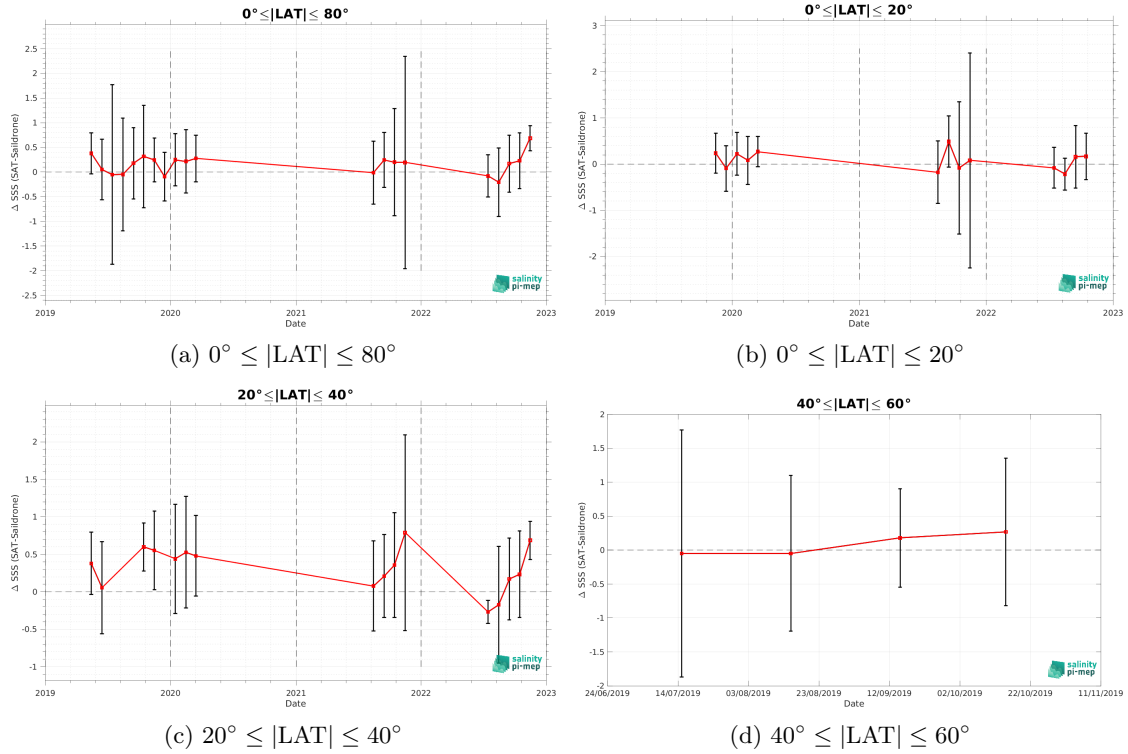 0°≤|LAT|≤ 80°
Δ SSS (SAT-Saildrone)
2.5
2
1.5
1
0.5
0
-0.5
-1
-1.5
-2
-2.5
2019
2020
2021
2022
2023
Date
salinity
pi-mep
(a) 0° ≤ |LAT| ≤ 80°
0°≤|LAT|≤ 20°
Δ SSS (SAT-Saildrone)
3
2
1
0
-1
-2
2020
2021
2022
2023
Date
salinity
pi-mep
(b) 0° ≤ |LAT| ≤ 20°
20°≤|LAT|≤ 40°
Δ SSS (SAT-Saildrone)
2
1.5
1
0.5
0
-0.5
-1
2019
2020
2021
2022
2023
Date
salinity
pi-mep
(c) 20° ≤ |LAT| ≤ 40°
40°≤|LAT|≤ 60°
Δ SSS (SAT-Saildrone)
2
1.5
1
0.5
0
-0.5
-1
-1.5
-2
24/06/2019
14/07/2019
03/08/2019
23/08/2019
12/09/2019
02/10/2019
22/10/2019
11/11/2019
Date
salinity
pi-mep
(d) 40° ≤ |LAT| ≤ 60°